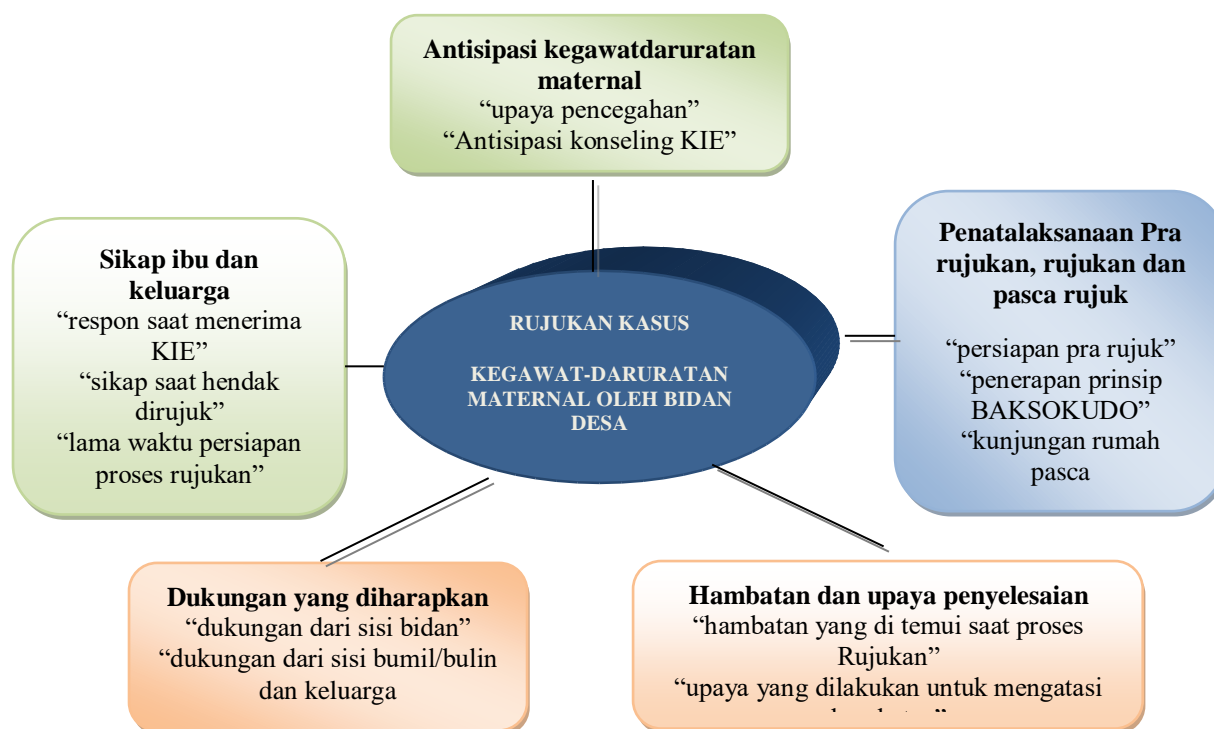 Antisipasi kegawatdaruratan
maternal
“upaya pencegahan”
“Antisipasi konseling KIE”
Sikap ibu dan
keluarga
“respon saat menerima
KIE”
“sikap saat hendak
dirujuk”
“lama waktu persiapan
proses rujukan”
RUJUKAN KASUS
KEGAWAT-DARURATAN
MATERNAL OLEH BIDAN
DESA
Penatalaksanaan Pra
rujukan, rujukan dan
pasca rujuk
“persiapan pra rujuk”
“penerapan prinsip
BAKSOKUDO”
“kunjungan rumah
pasca
Dukungan yang diharapkan
“dukungan dari sisi bidan”
“dukungan dari sisi bumil/bulin
dan keluarga
Hambatan dan upaya penyelesaian
“hambatan yang di temui saat proses
Rujukan”
“upaya yang dilakukan untuk mengatasi